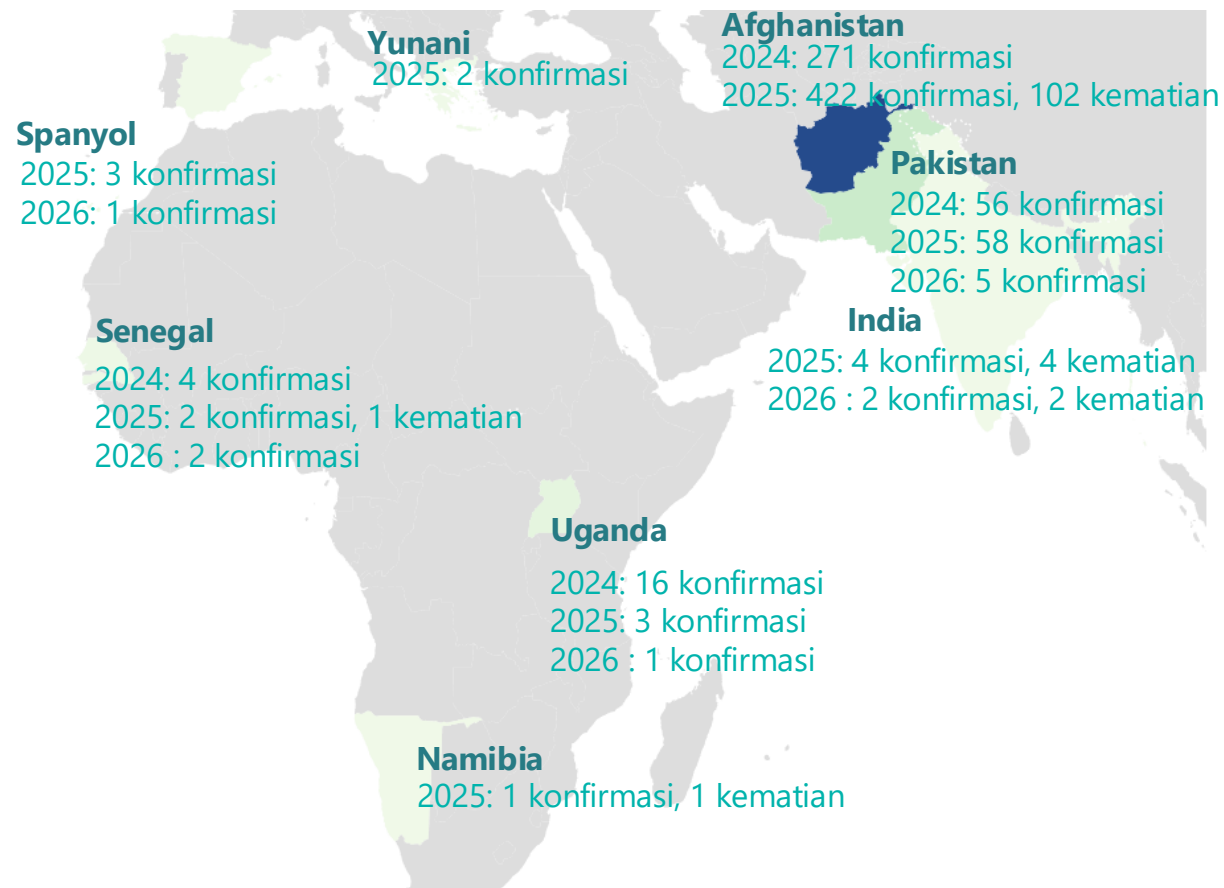 Yunani
2025: 2 konfirmasi
Afghanistan
2024: 271 konfirmasi
2025: 422 konfirmasi, 102 kematian
Spanyol
2025: 3 konfirmasi
2026: 1 konfirmasi
Pakistan
2024: 56 konfirmasi
2025: 58 konfirmasi
2026: 5 konfirmasi
India
2025: 4 konfirmasi, 4 kematian
2026 : 2 konfirmasi, 2 kematian
Senegal
2024: 4 konfirmasi
2025: 2 konfirmasi, 1 kematian
2026 : 2 konfirmasi
Uganda
2024: 16 konfirmasi
2025: 3 konfirmasi
2026 : 1 konfirmasi
Namibia
2025: 1 konfirmasi, 1 kematian